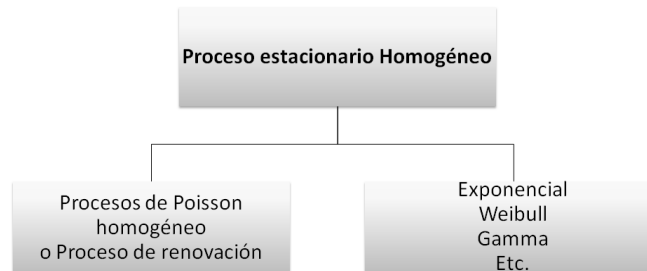 Proceso estacionario Homogéneo
Procesos de Poisson
homogéneo
o Proceso de renovación
Exponencial
Weibull
Gamma
Etc.